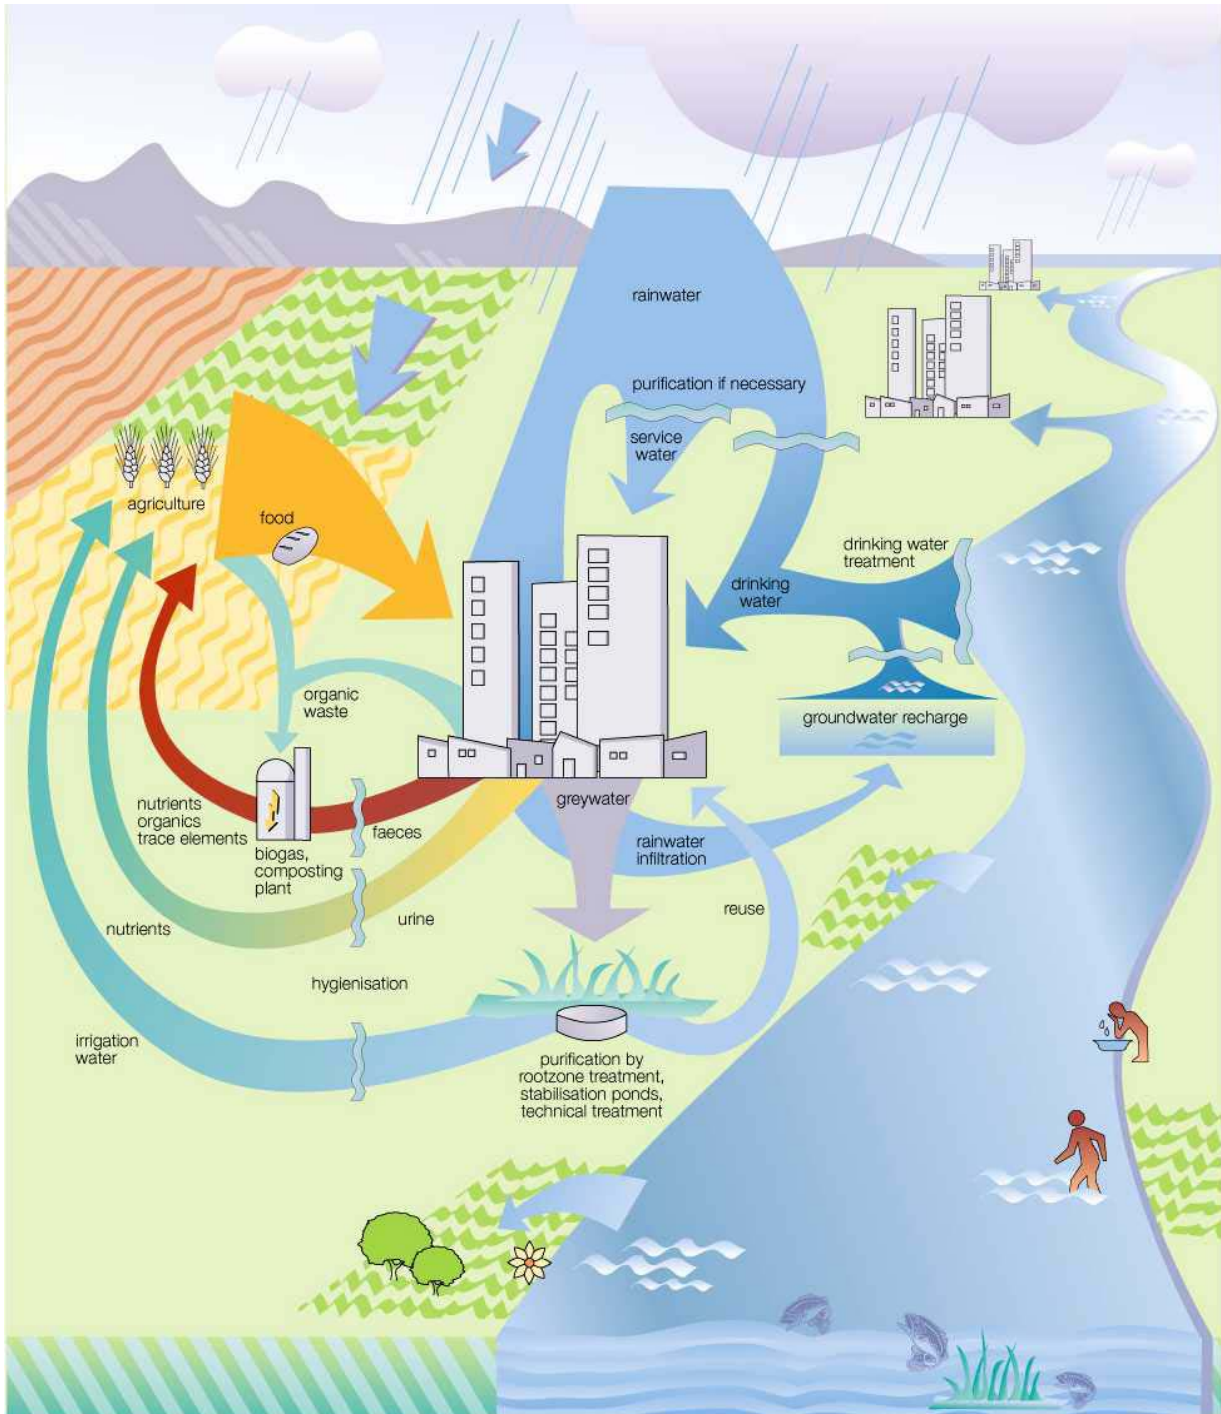 rainwater
purification if necessary
service
water
agriculture
food
drinking water
treatment
drinking
water
organic
waste
groundwater recharge
nutrients
organics
trace elements
faeces
greywater
rainwater
infiltration
biogas,
composting
plant
reuse
urine
nutrients
hygienisation
irrigation
water
purification by
rootzone treatment,
stabilisation ponds,
technical treatment